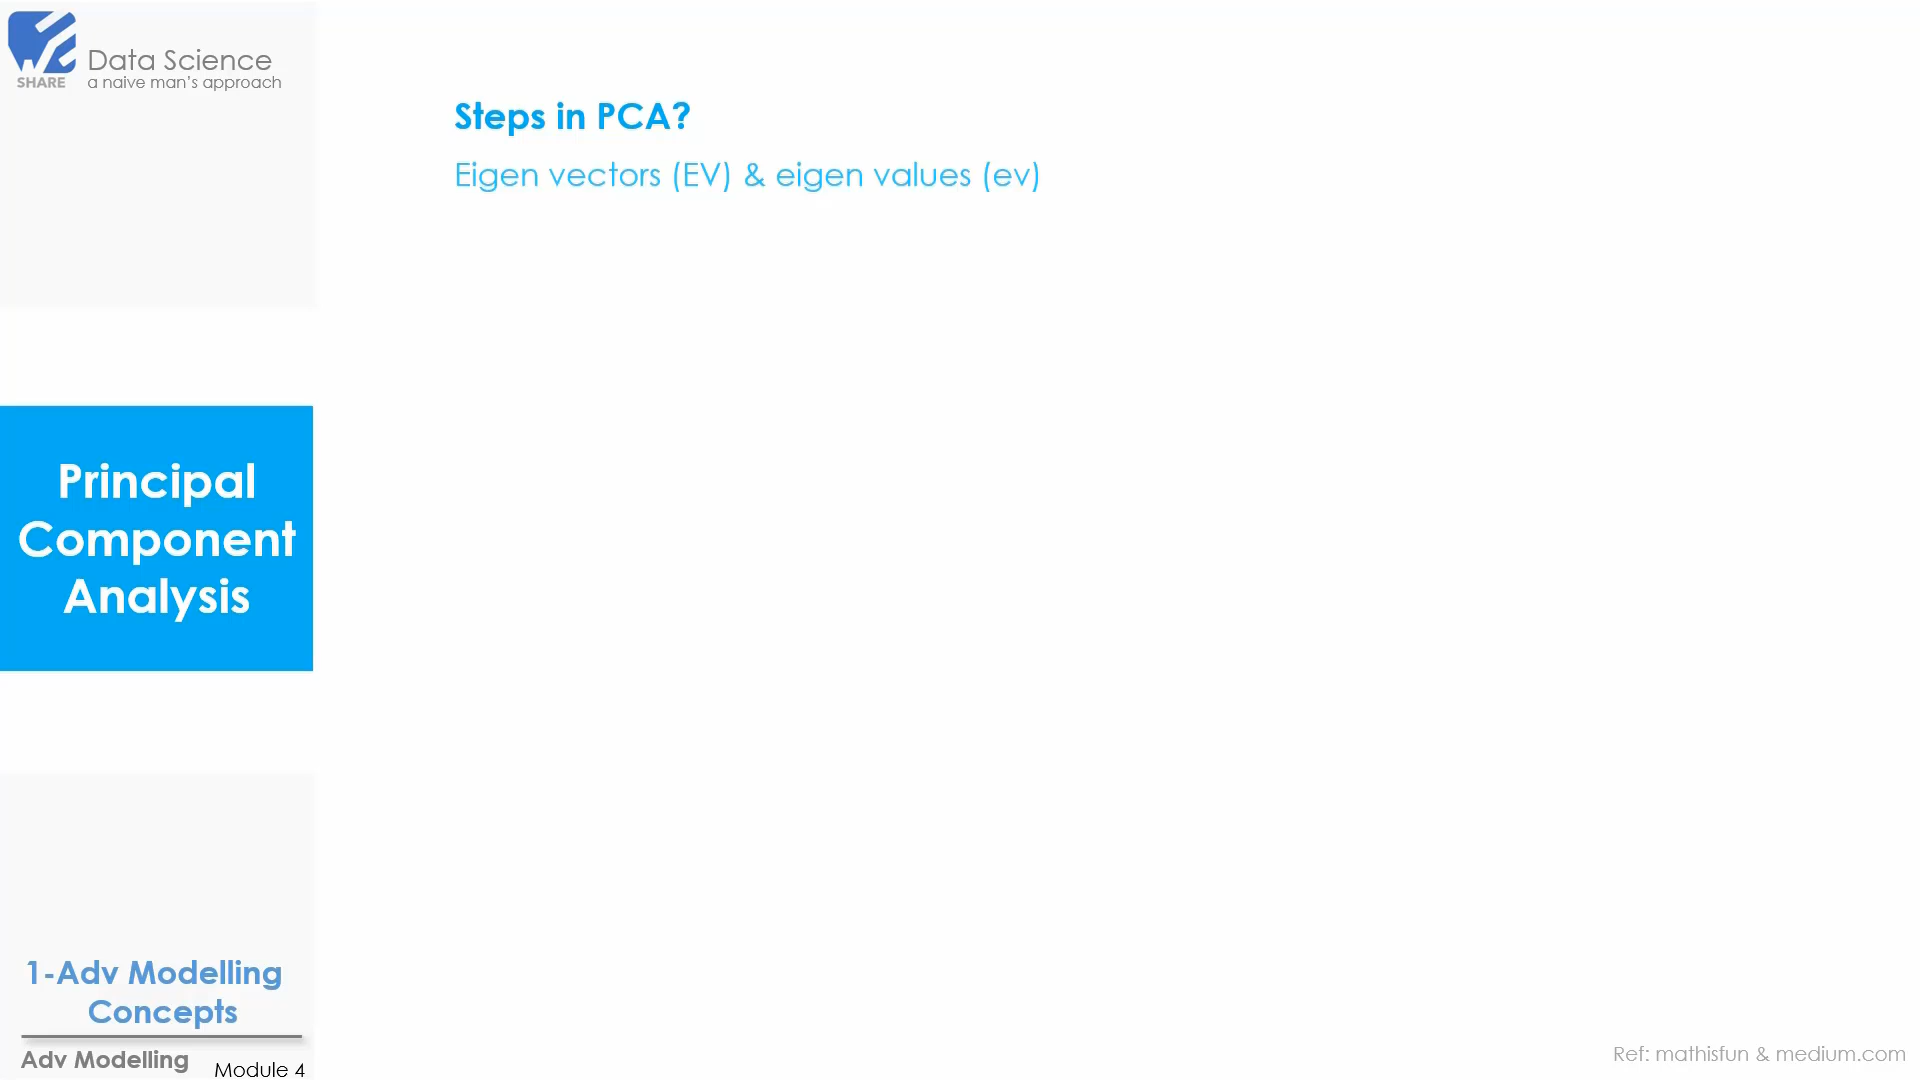 SHARE
Data Science
a naive man's approach
Steps in PCA?
Eigen vectors (EV) & eigen values (ev)
Principal
Component
Analysis
1-Adv Modelling
Concepts
Adv Modelling
Module 4
Ref: mathisfun & medium.com